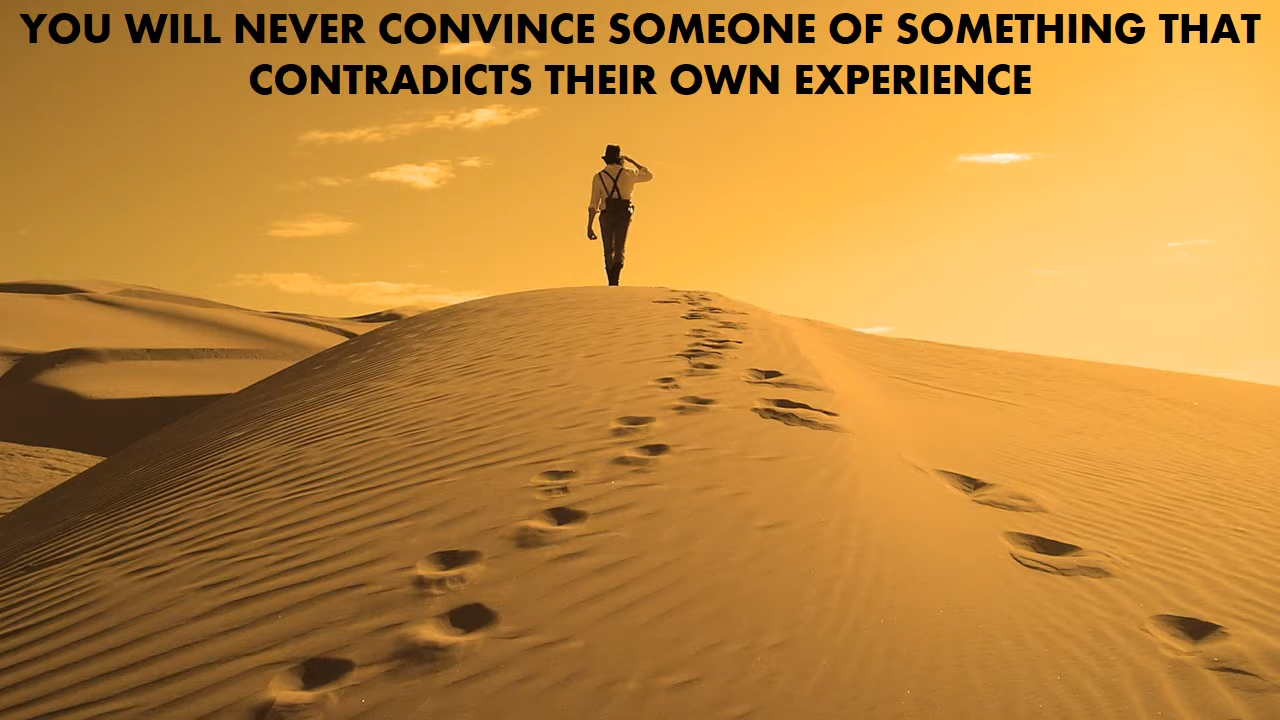 YOU WILL NEVER CONVINCE SOMEONE OF SOMETHING THAT
CONTRADICTS THEIR OWN EXPERIENCE